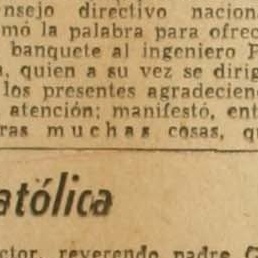 nsejo directivo nacion
mó la palabra para ofrec
banquete al ingeniero P
, quien a su vez se dirig
los presentes agradecien
atención; manifestó, ent
ras muchas cosas, q
atólica
ctor, reverendo padre G